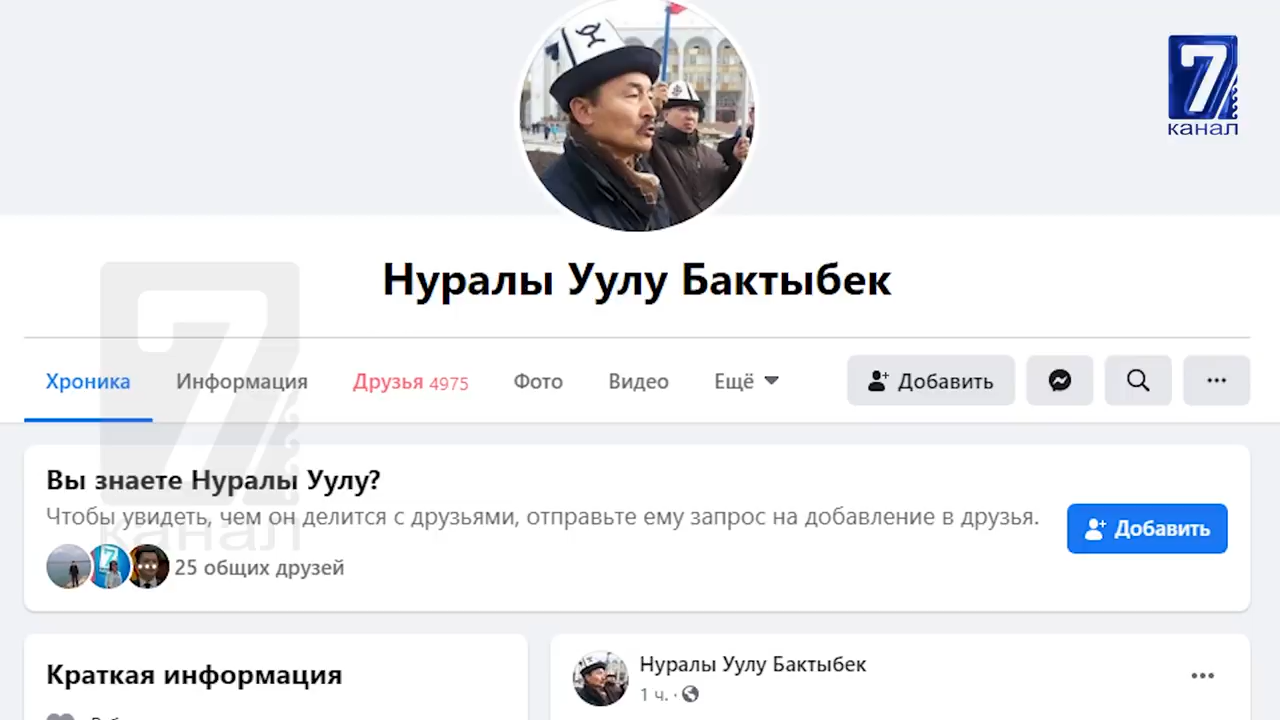 7
канал
Нуралы Уулу Бактыбек
Хроника Информация Друзья 4975 Фото Видео Ещё Добавить
Вы знаете Нуралы Уулу?
Чтобы увидеть, чем он делится с друзьями, отправьте ему запрос на добавление в друзья.
Добавить
25 общих друзей
7
канал
Краткая информация
Нуралы Уулу Бактыбек
1 ч. ·